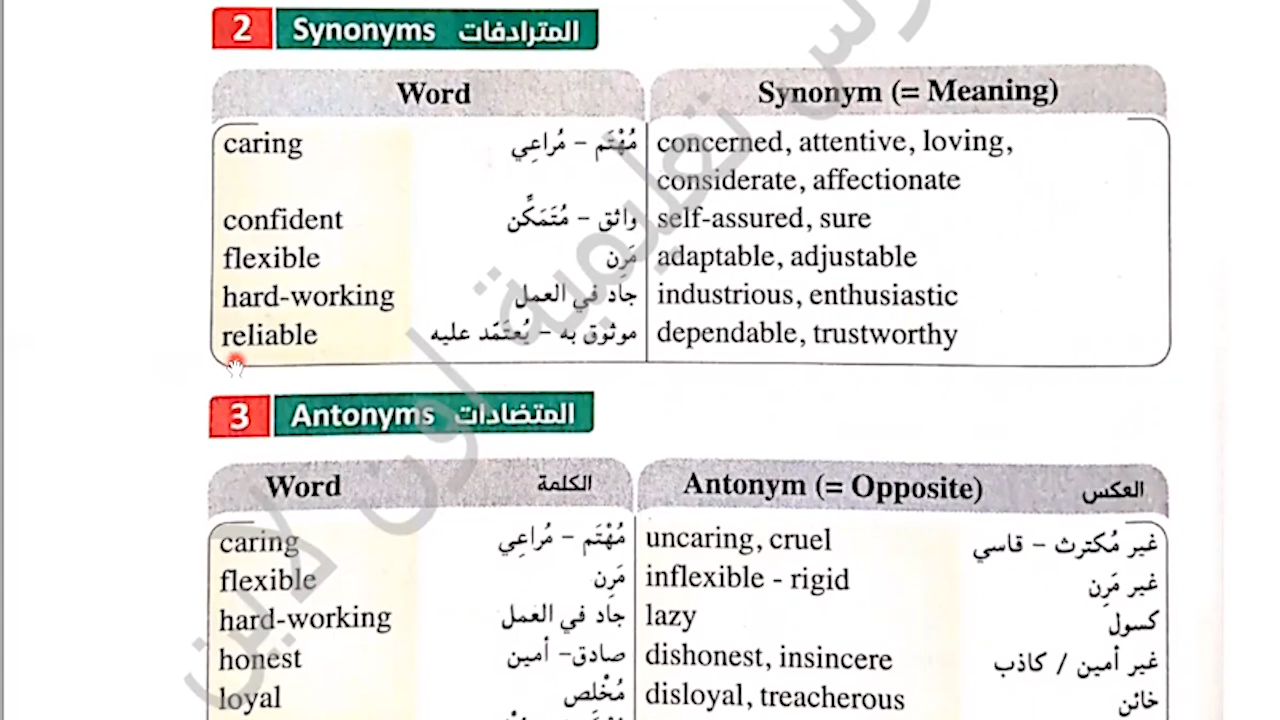 2 Synonyms المترادفات
Word Synonym (= Meaning)
caring مُهْتَم – مُراعِي concerned, attentive, loving,
considerate, affectionate
confident واثق – مُتَمَكِّن self-assured, sure
flexible مَرِن adaptable, adjustable
hard-working جاد في العمل industrious, enthusiastic
reliable موثوق به – يُعتَمَد عليه dependable, trustworthy
3 Antonyms المتضادات
Word الكلمة Antonym (= Opposite) العكس
caring مُهْتَم – مُراعِي uncaring, cruel غير مُكترث – قاسي
flexible مَرِن inflexible - rigid غير مَرِن
hard-working جاد في العمل lazy كسول
honest صادق– أمين dishonest, insincere غير أمين / كاذب
loyal مُخْلص disloyal, treacherous خائن